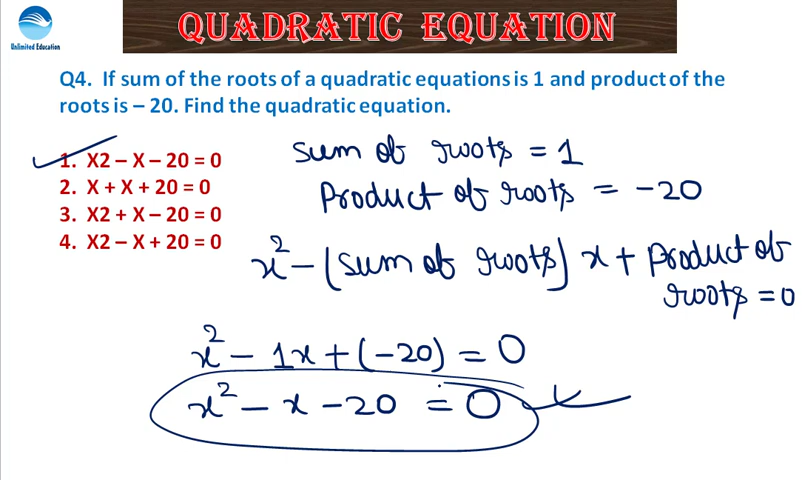 Unlimited Education
QUADRATIC EQUATION
Q4. If sum of the roots of a quadratic equations is 1 and product of the
roots is – 20. Find the quadratic equation.
1. X2 – X – 20 = 0
2. X + X + 20 = 0
3. X2 + X – 20 = 0
4. X2 – X + 20 = 0
Sum of roots = 1
Product of roots = -20
x² - (Sum of roots) x + product of
roots = 0
x² - 1x + (-20) = 0
x² - x - 20 = 0